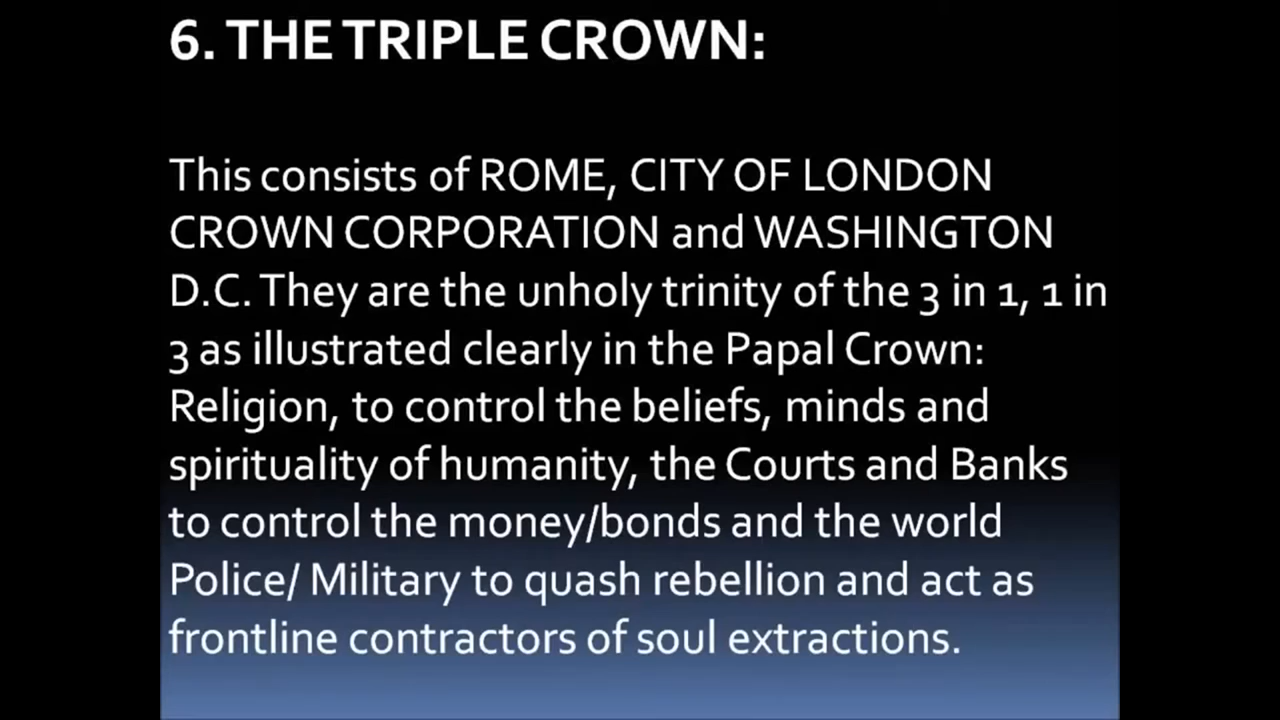 6. THE TRIPLE CROWN:
This consists of ROME, CITY OF LONDON
CROWN CORPORATION and WASHINGTON
D.C. They are the unholy trinity of the 3 in 1, 1 in
3 as illustrated clearly in the Papal Crown:
Religion, to control the beliefs, minds and
spirituality of humanity, the Courts and Banks
to control the money/bonds and the world
Police/ Military to quash rebellion and act as
frontline contractors of soul extractions.